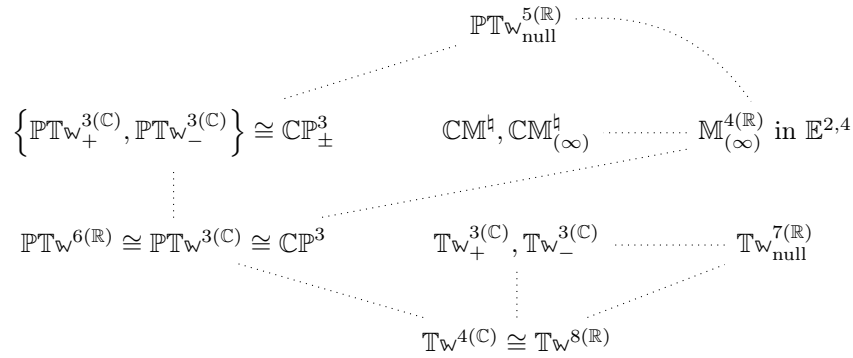 ℙ𝕋𝕨^{5(ℝ)}_{null}
{ℙ𝕋𝕨^{3(ℂ)}_{+}, ℙ𝕋𝕨^{3(ℂ)}_{−}} ≅ ℂℙ^{3}_{±} ℂ𝕄^{♮}, ℂ𝕄^{♮}_{(∞)} 𝕄^{4(ℝ)}_{(∞)} in 𝔼^{2,4}
ℙ𝕋𝕨^{6(ℝ)} ≅ ℙ𝕋𝕨^{3(ℂ)} ≅ ℂℙ^{3} 𝕋𝕨^{3(ℂ)}_{+}, 𝕋𝕨^{3(ℂ)}_{−} 𝕋𝕨^{7(ℝ)}_{null}
𝕋𝕨^{4(ℂ)} ≅ 𝕋𝕨^{8(ℝ)}